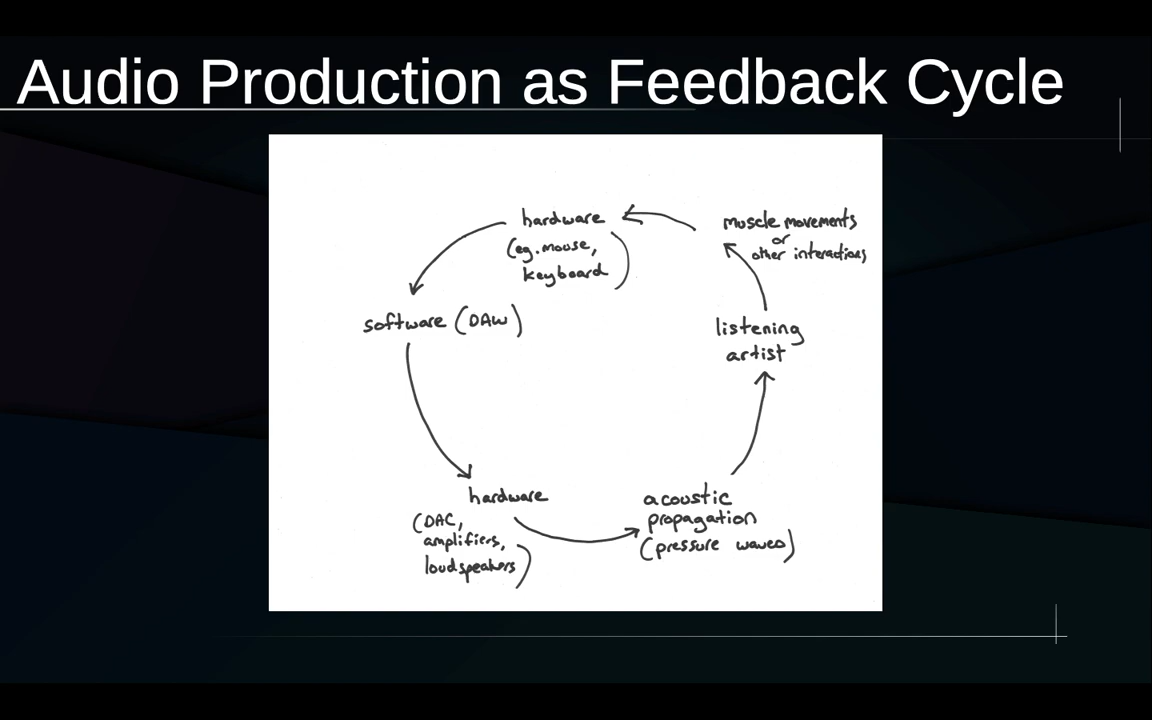 Audio Production as Feedback Cycle
hardware
(eg. mouse,
keyboard)
muscle movements
or
other interactions
software (DAW)
listening
artist
hardware
(DAC,
amplifiers,
loudspeakers)
acoustic
propagation
(pressure waves)